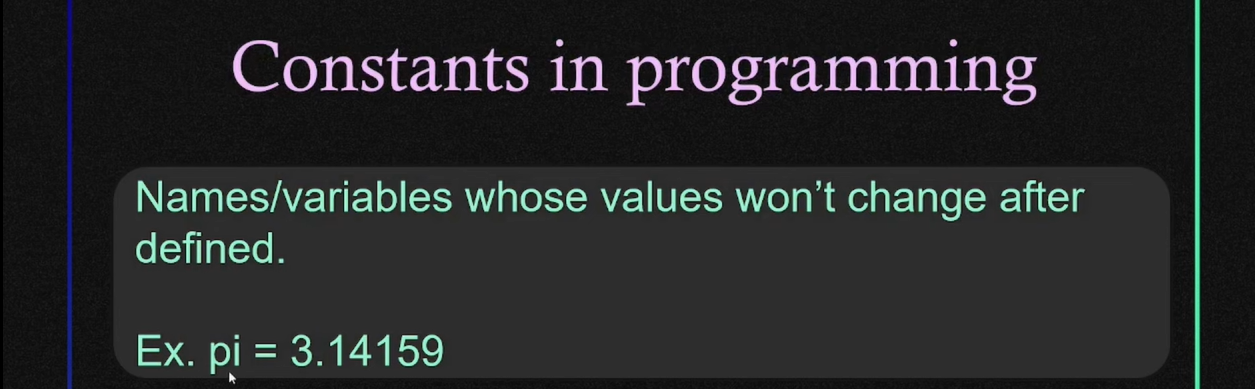 Constants in programming
Names/variables whose values won’t change after
defined.
Ex. pi = 3.14159